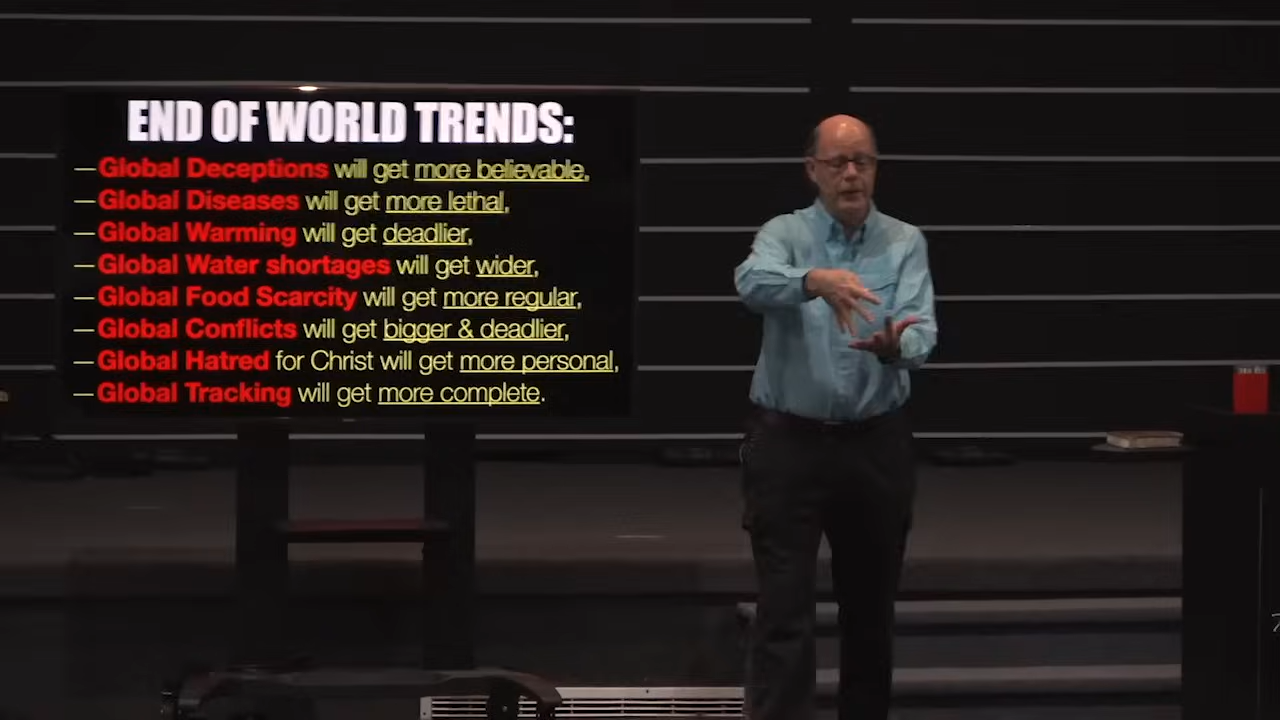 END OF WORLD TRENDS:
—Global Deceptions will get more believable,
—Global Diseases will get more lethal,
—Global Warming will get deadlier,
—Global Water shortages will get wider,
—Global Food Scarcity will get more regular,
—Global Conflicts will get bigger & deadlier,
—Global Hatred for Christ will get more personal,
—Global Tracking will get more complete.